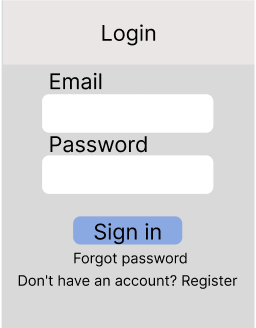 Login
Email
Password
Sign in
Forgot password
Don't have an account? Register